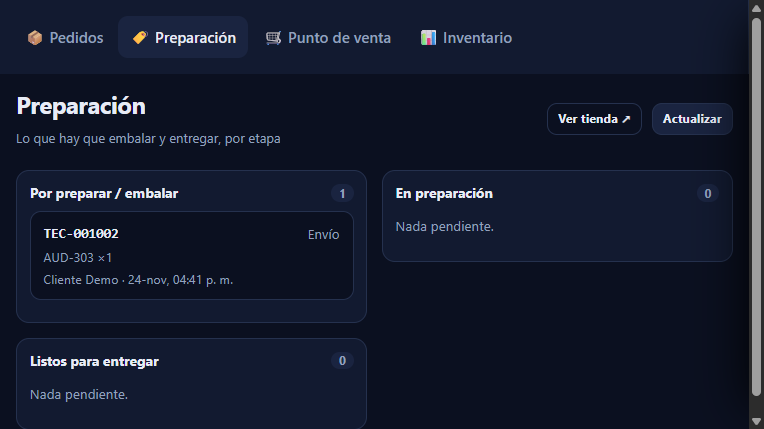 📦 Pedidos
🏷️ Preparación
🛒 Punto de venta
📊 Inventario
Preparación
Lo que hay que embalar y entregar, por etapa
Ver tienda ↗
Actualizar
Por preparar / embalar 1
TEC-001002 Envío
AUD-303 ×1
Cliente Demo · 24-nov, 04:41 p. m.
En preparación 0
Nada pendiente.
Listos para entregar 0
Nada pendiente.